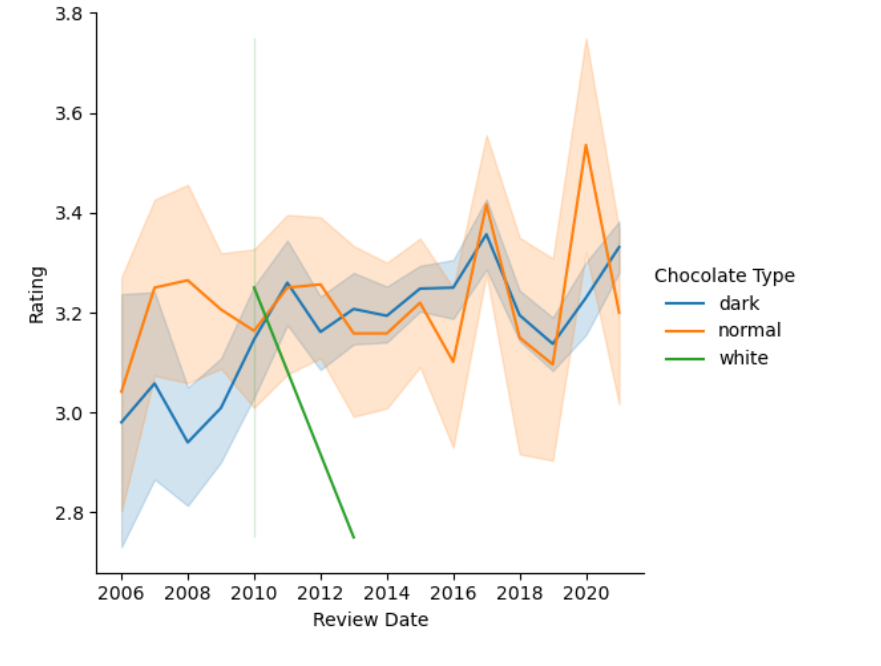 3.8
3.6
3.4
3.2
3.0
2.8
Rating
2006 2008 2010 2012 2014 2016 2018 2020
Review Date
Chocolate Type
dark
normal
white